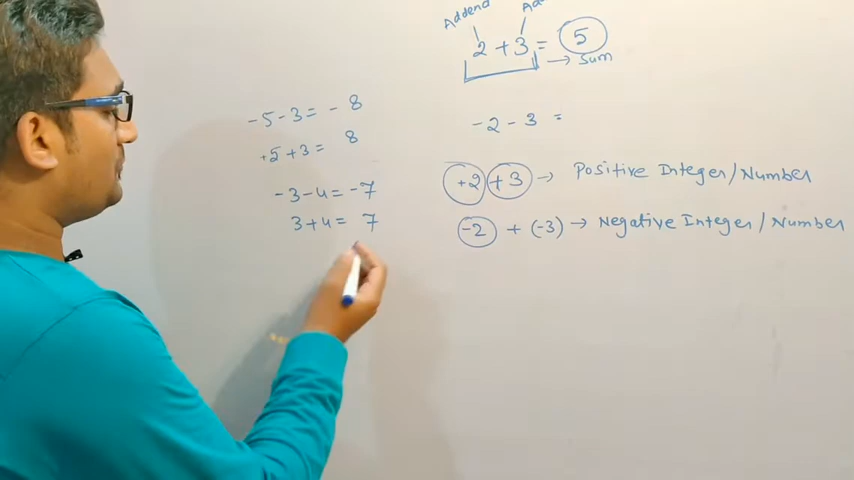 -5-3= -8
+5+3= 8
-3-4= -7
3+4= 7
Addend
2+3= 5
→ Sum
-2-3 =
+2 +3 → Positive Integer/Number
-2 + (-3) → Negative Integer/Number